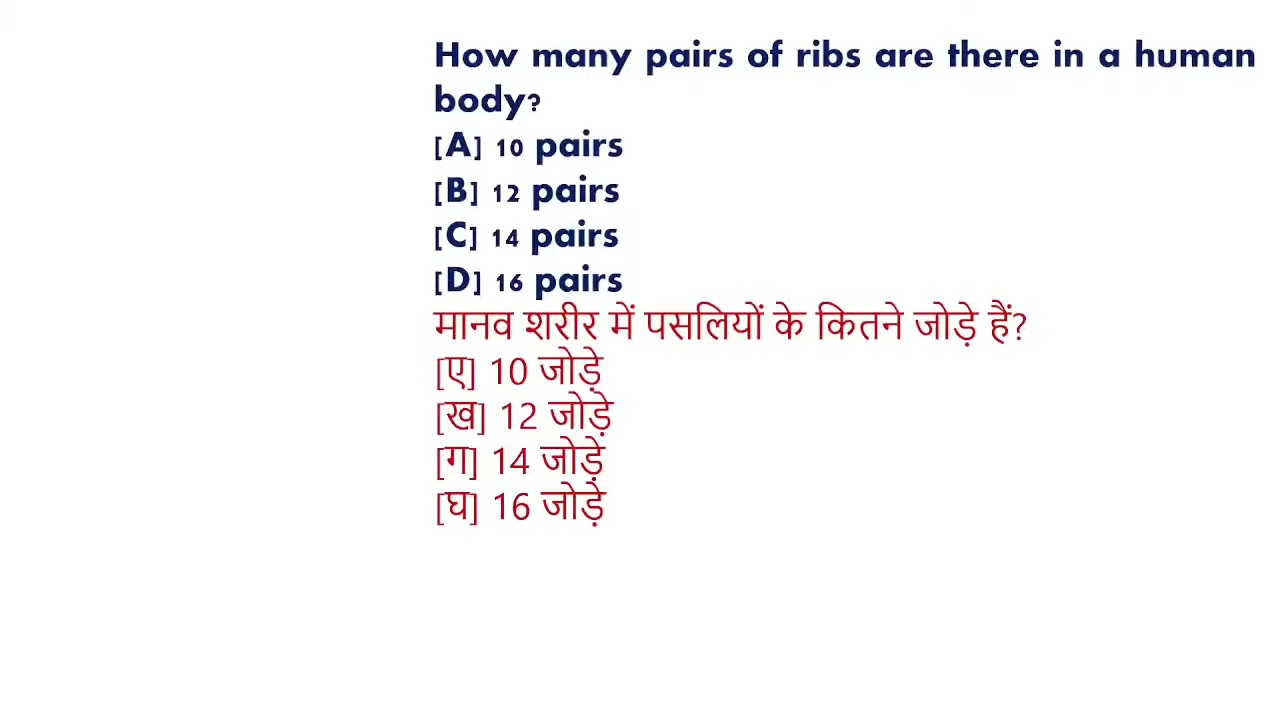 How many pairs of ribs are there in a human
body?
[A] 10 pairs
[B] 12 pairs
[C] 14 pairs
[D] 16 pairs
मानव शरीर में पसलियों के कितने जोड़े हैं?
[ए] 10 जोड़े
[ख] 12 जोड़े
[ग] 14 जोड़े
[घ] 16 जोड़े